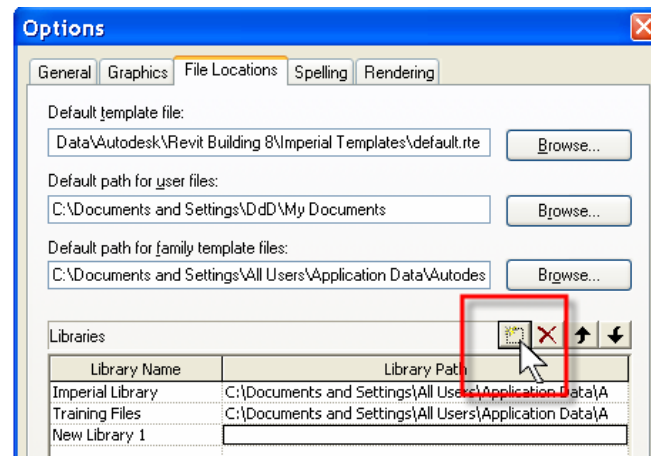 Options
General Graphics File Locations Spelling Rendering
Default template file:
Data\Autodesk\Revit Building 8\Imperial Templates\default.rte Browse...
Default path for user files:
C:\Documents and Settings\DdD\My Documents Browse...
Default path for family template files:
C:\Documents and Settings\All Users\Application Data\Autodes Browse...
Libraries
Library Name Library Path
Imperial Library C:\Documents and Settings\All Users\Application Data\A
Training Files C:\Documents and Settings\All Users\Application Data\A
New Library 1